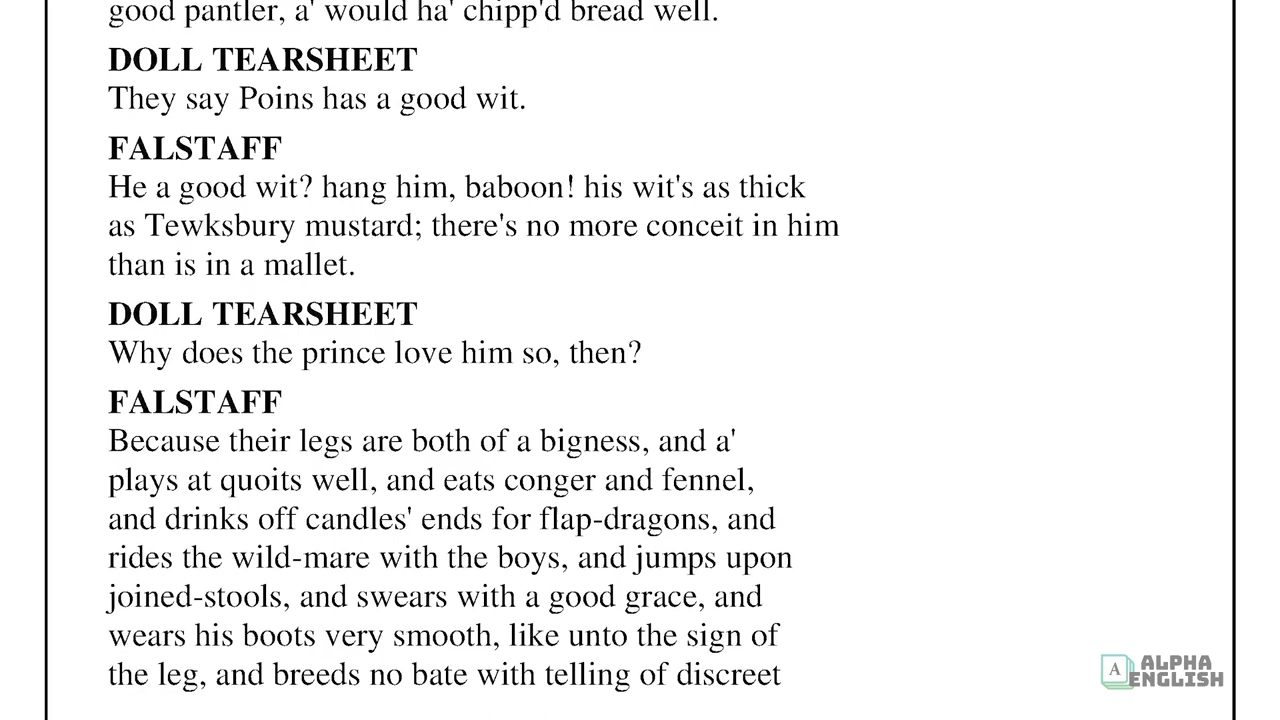 good pantler, a' would ha' chipp'd bread well.
DOLL TEARSHEET
They say Poins has a good wit.
FALSTAFF
He a good wit? hang him, baboon! his wit's as thick
as Tewksbury mustard; there's no more conceit in him
than is in a mallet.
DOLL TEARSHEET
Why does the prince love him so, then?
FALSTAFF
Because their legs are both of a bigness, and a'
plays at quoits well, and eats conger and fennel,
and drinks off candles' ends for flap-dragons, and
rides the wild-mare with the boys, and jumps upon
joined-stools, and swears with a good grace, and
wears his boots very smooth, like unto the sign of
the leg, and breeds no bate with telling of discreet
A ALPHA
ENGLISH